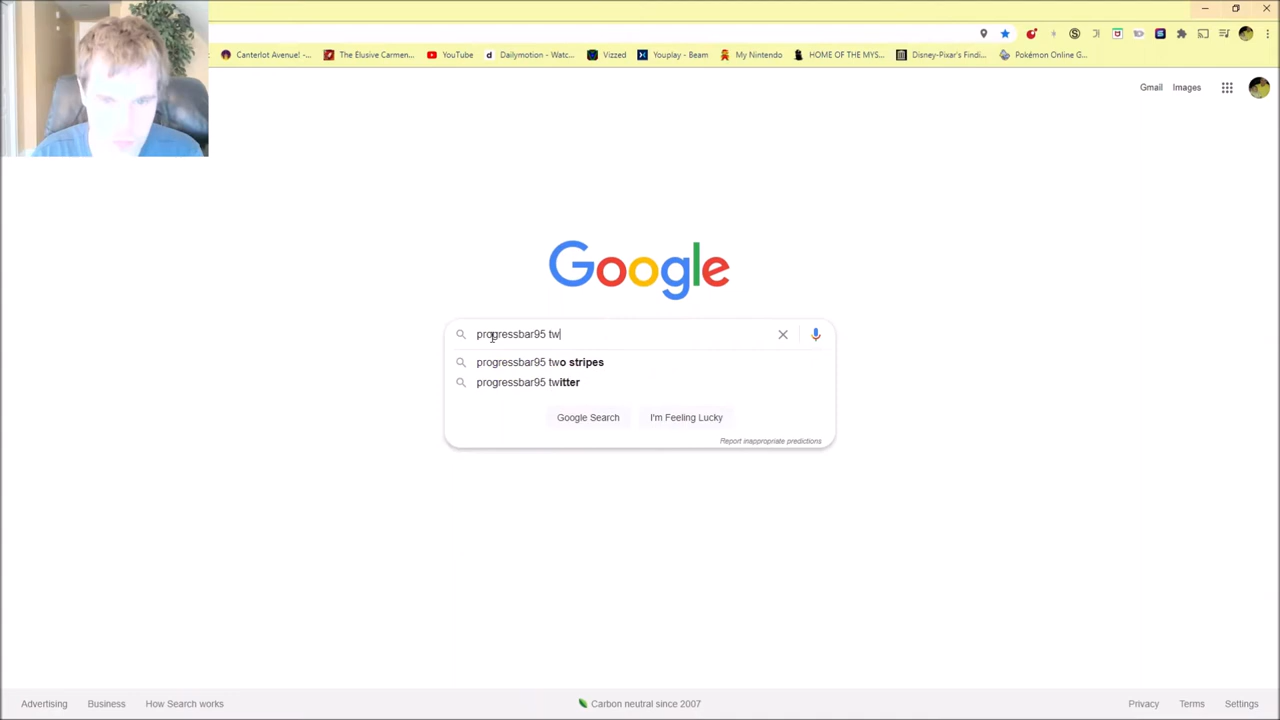 Canterlot Avenue! -...
The Elusive Carmen...
YouTube
Dailymotion - Watc...
Vizzed
Youplay - Beam
My Nintendo
HOME OF THE MYS...
Disney-Pixar's Findi...
Pokémon Online G...
Gmail
Images
Google
progressbar95 tw
progressbar95 two stripes
progressbar95 twitter
Google Search
I'm Feeling Lucky
Report inappropriate predictions
Advertising
Business
How Search works
Carbon neutral since 2007
Privacy
Terms
Settings